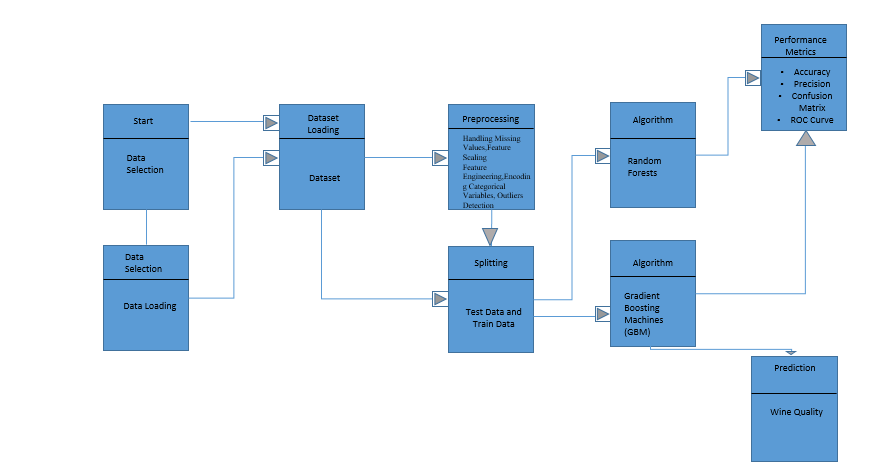 Start
Data
Selection
Data
Selection
Data Loading
Dataset
Loading
Dataset
Preprocessing
Handling Missing
Values,Feature
Scaling
Feature
Engineering,Encodin
g Categorical
Variables, Outliers
Detection
Splitting
Test Data and
Train Data
Algorithm
Random
Forests
Algorithm
Gradient
Boosting
Machines
(GBM)
Performance
Metrics
• Accuracy
• Precision
• Confusion
Matrix
• ROC Curve
Prediction
Wine Quality